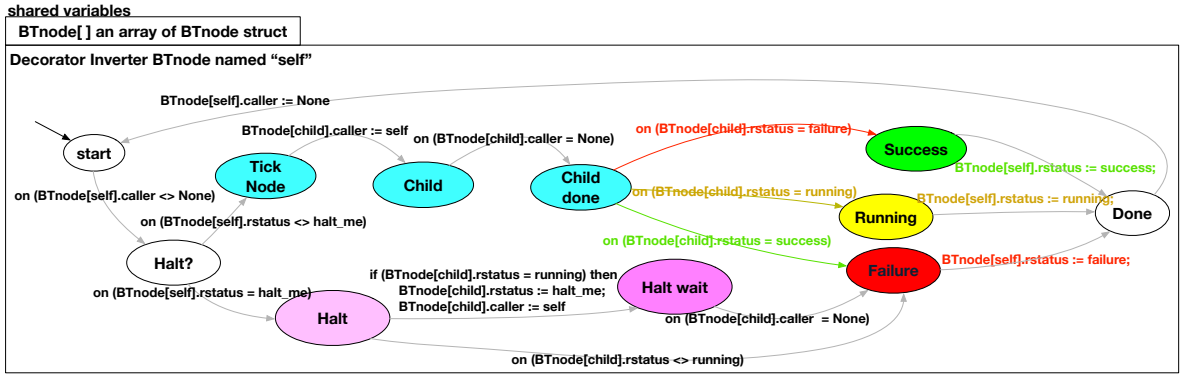 shared variables
BTnode[ ] an array of BTnode struct
Decorator Inverter BTnode named “self”
BTnode[self].caller := None
BTnode[child].caller := self
on (BTnode[child].caller = None)
on (BTnode[child].rstatus = failure)
start
Tick
Node
Child
Child
done
Success
BTnode[self].rstatus := success;
on (BTnode[self].caller <> None)
on (BTnode[child].rstatus = running)
BTnode[self].rstatus := running;
on (BTnode[self].rstatus <> halt_me)
Running
Done
on (BTnode[child].rstatus = success)
Halt?
BTnode[self].rstatus := failure;
if (BTnode[child].rstatus = running) then
BTnode[child].rstatus := halt_me;
BTnode[child].caller := self
Halt wait
Failure
on (BTnode[self].rstatus = halt_me)
Halt
on (BTnode[child].caller  = None)
on (BTnode[child].rstatus <> running)